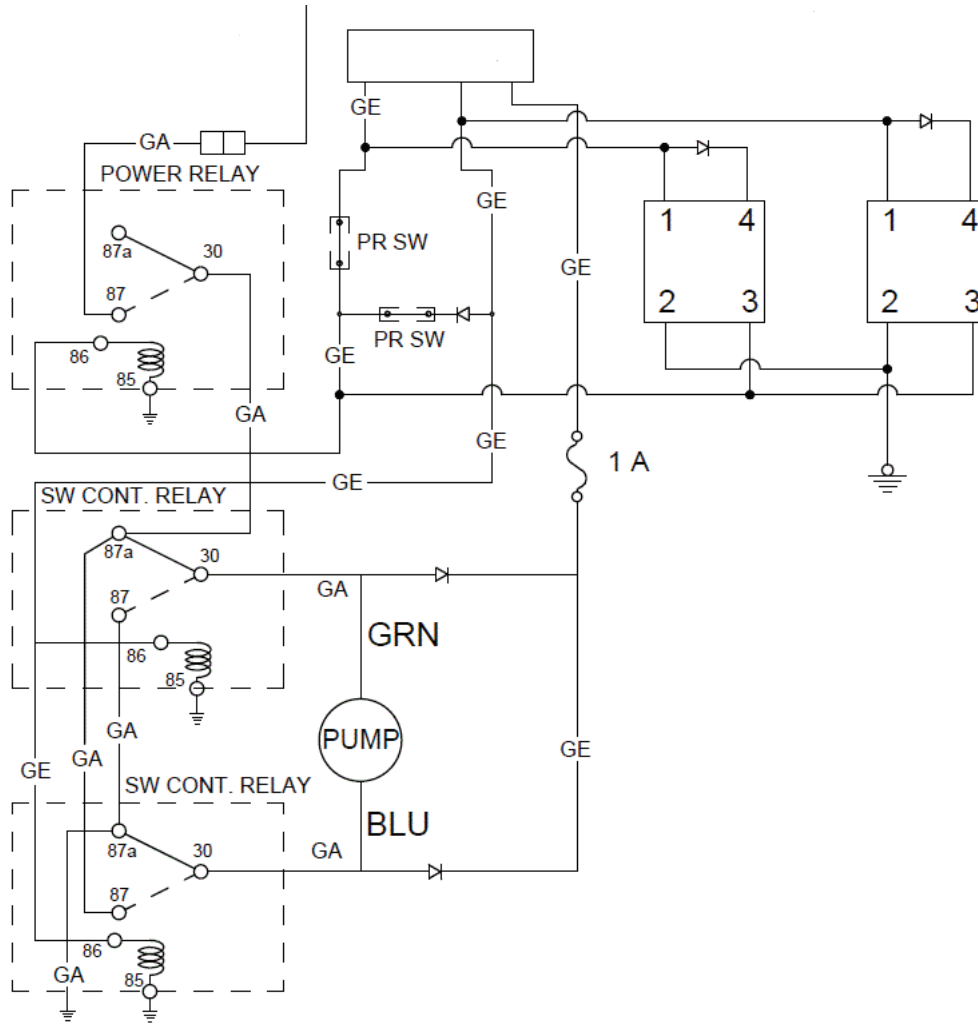 GE
GA
POWER RELAY
87a
30
87
86
85
GA
PR SW
GE
PR SW
GE
GE
GE
1 4
2 3
1 4
2 3
1 A
GE
SW CONT. RELAY
87a
30
87
86
85
GA
GRN
PUMP
BLU
GA
GA
GA
GE
GE
SW CONT. RELAY
87a
30
87
86
85
GA